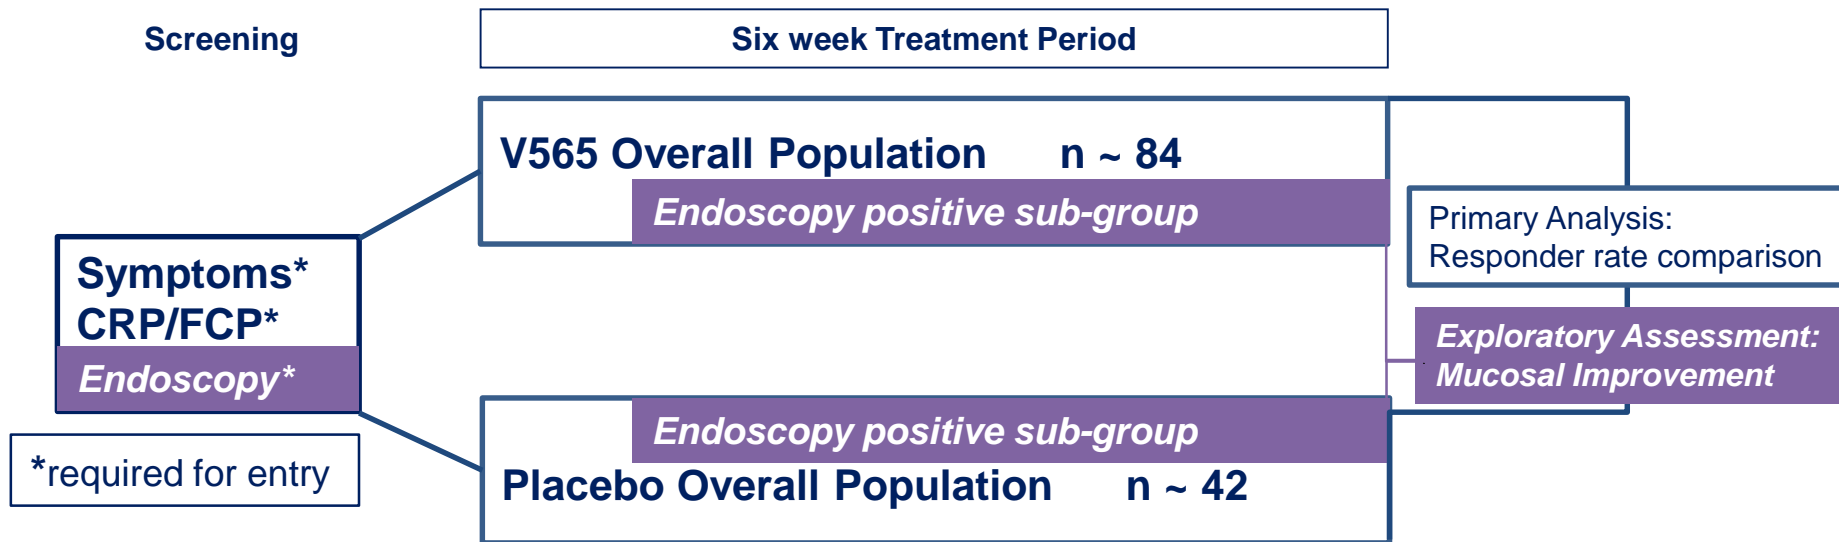 Screening
Six week Treatment Period
V565 Overall Population n ~ 84
Endoscopy positive sub-group
Symptoms*
CRP/FCP*
Endoscopy*
*required for entry
Endoscopy positive sub-group
Placebo Overall Population n ~ 42
Primary Analysis:
Responder rate comparison
Exploratory Assessment:
Mucosal Improvement